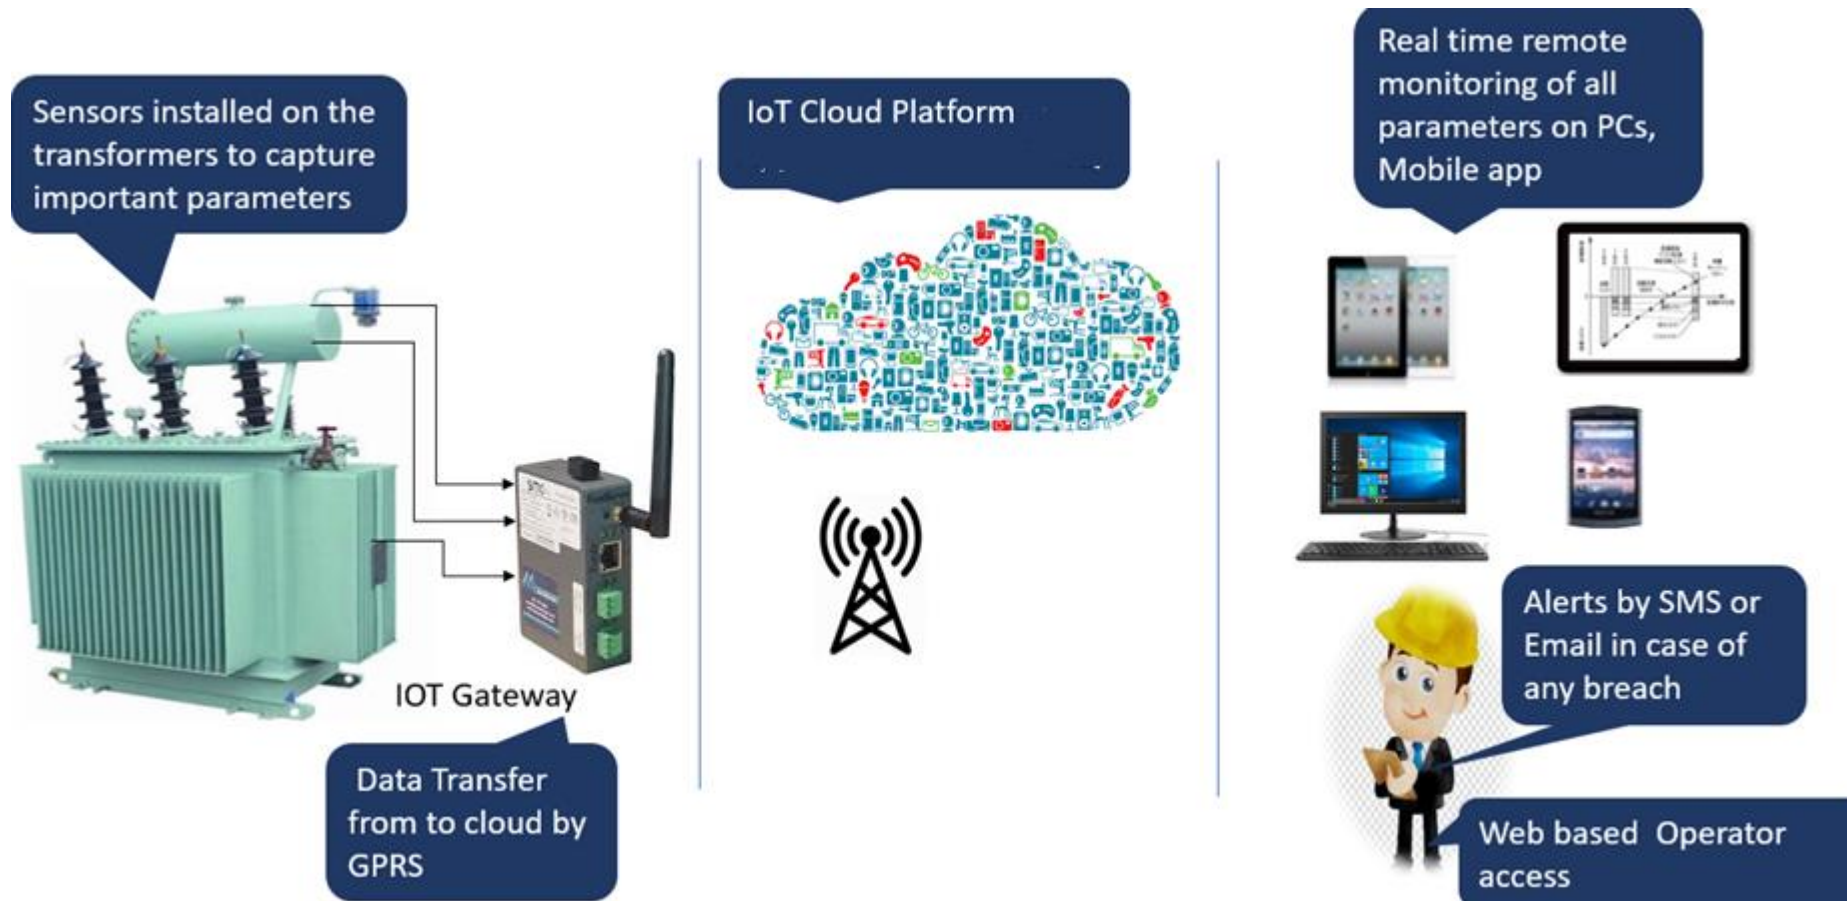 Sensors installed on the
transformers to capture
important parameters
IOT Gateway
Data Transfer
from to cloud by
GPRS
IoT Cloud Platform
Real time remote
monitoring of all
parameters on PCs,
Mobile app
Alerts by SMS or
Email in case of
any breach
Web based  Operator
access